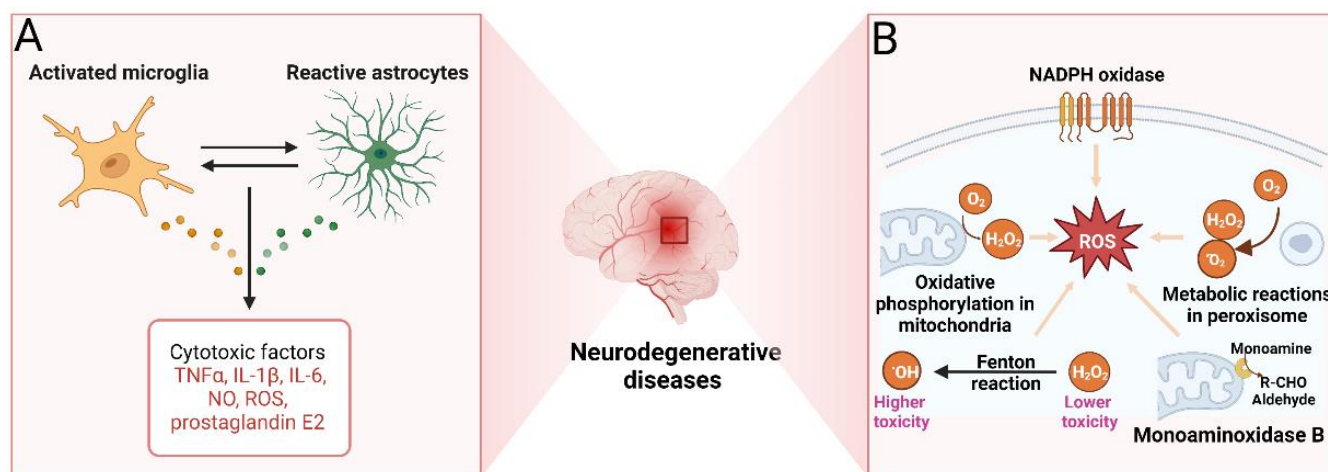 A
Activated microglia
Reactive astrocytes
Cytotoxic factors
TNFα, IL-1β, IL-6,
NO, ROS,
prostaglandin E2
Neurodegenerative
diseases
B
NADPH oxidase
O₂
H₂O₂
Oxidative
phosphorylation in
mitochondria
ROS
O₂
H₂O₂
·O₂
Metabolic reactions
in peroxisome
·OH
Higher
toxicity
Fenton
reaction
H₂O₂
Lower
toxicity
Monoamine
R-CHO
Aldehyde
Monoaminoxidase B